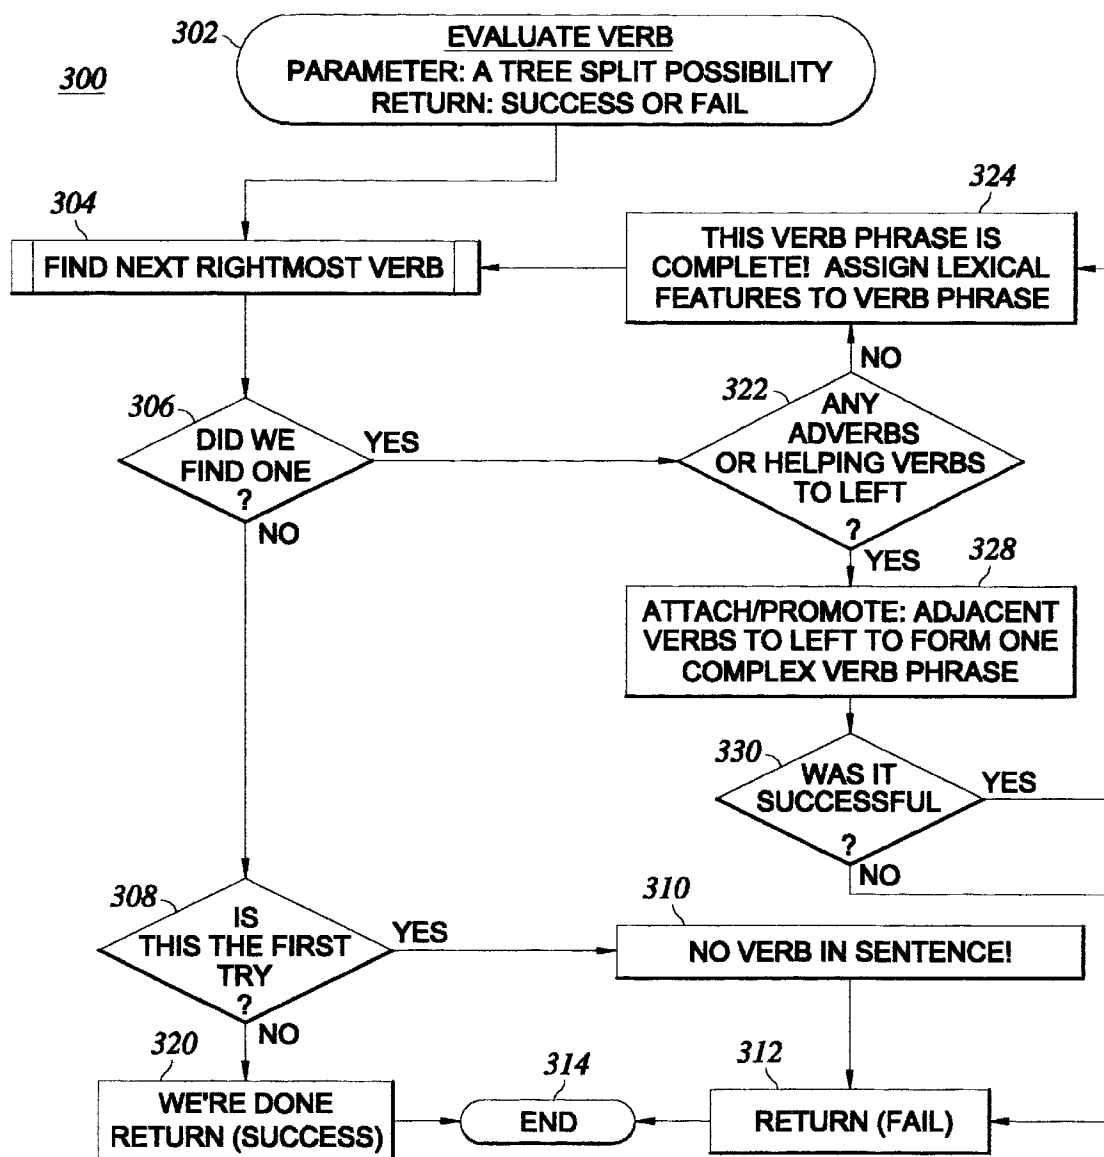 302
EVALUATE VERB
PARAMETER: A TREE SPLIT POSSIBILITY
RETURN: SUCCESS OR FAIL
300
304
FIND NEXT RIGHTMOST VERB
324
THIS VERB PHRASE IS
COMPLETE! ASSIGN LEXICAL
FEATURES TO VERB PHRASE
NO
306
DID WE
FIND ONE
?
YES
NO
322
ANY
ADVERBS
OR HELPING VERBS
TO LEFT
?
YES
328
ATTACH/PROMOTE: ADJACENT
VERBS TO LEFT TO FORM ONE
COMPLEX VERB PHRASE
330
WAS IT
SUCCESSFUL
?
YES
NO
308
IS
THIS THE FIRST
TRY
?
YES
NO
310
NO VERB IN SENTENCE!
320
WE'RE DONE
RETURN (SUCCESS)
314
END
312
RETURN (FAIL)